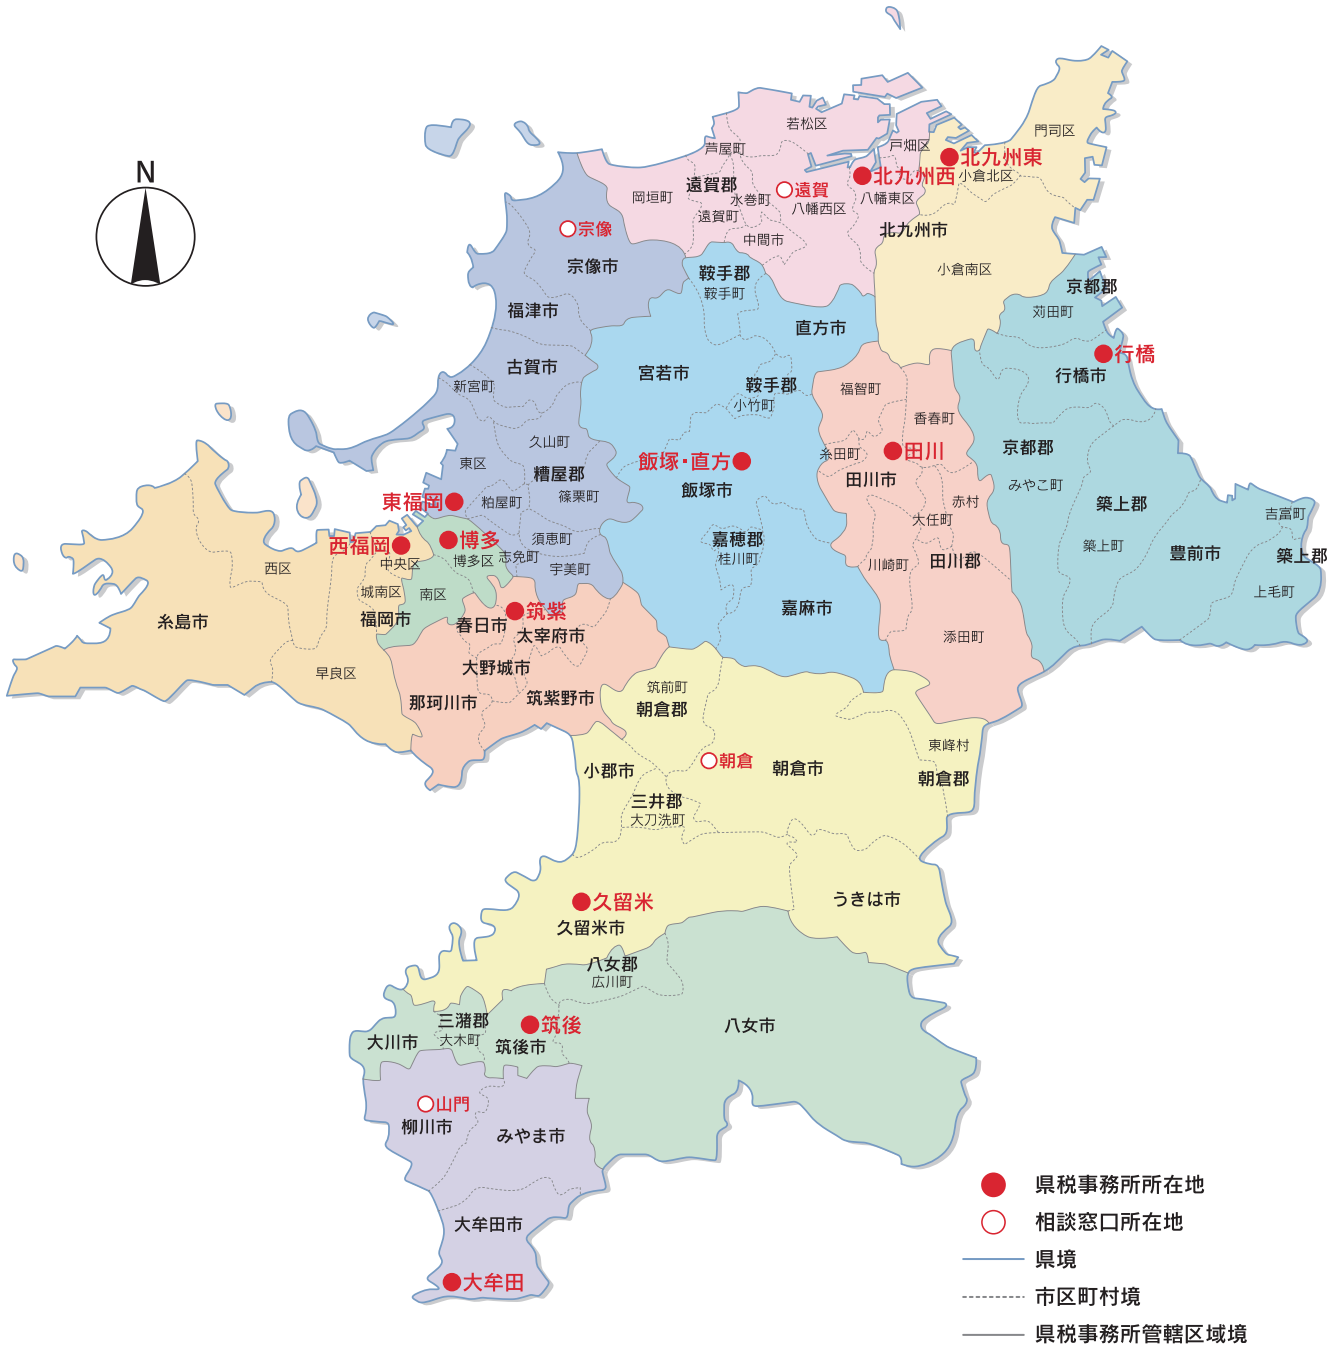 N
門司区
若松区
戸畑区
芦屋町
北九州東
小倉北区
北九州西
遠賀郡
遠賀
岡垣町
水巻町
八幡西区
八幡東区
遠賀町
中間市
北九州市
小倉南区
宗像
宗像市
鞍手郡
鞍手町
京都郡
苅田町
福津市
直方市
行橋
行橋市
古賀市
新宮町
宮若市
鞍手郡
小竹町
福智町
香春町
久山町
東区
糟屋郡
篠栗町
粕屋町
飯塚・直方
飯塚市
糸田町
田川
田川市
京都郡
みやこ町
赤村
大任町
築上郡
築上町
吉富町
東福岡
西福岡
博多
博多区
中央区
須恵町
志免町
宇美町
嘉穂郡
桂川町
川崎町
田川郡
豊前市
築上郡
上毛町
西区
城南区
南区
福岡市
糸島市
筑紫
春日市
太宰府市
嘉麻市
添田町
早良区
大野城市
那珂川市
筑紫野市
筑前町
朝倉郡
東峰村
朝倉郡
小郡市
朝倉
朝倉市
三井郡
大刀洗町
久留米
久留米市
うきは市
八女郡
広川町
三潴郡
大木町
大川市
筑後
筑後市
八女市
山門
柳川市
みやま市
大牟田市
大牟田
県税事務所所在地
相談窓口所在地
県境
市区町村境
県税事務所管轄区域境